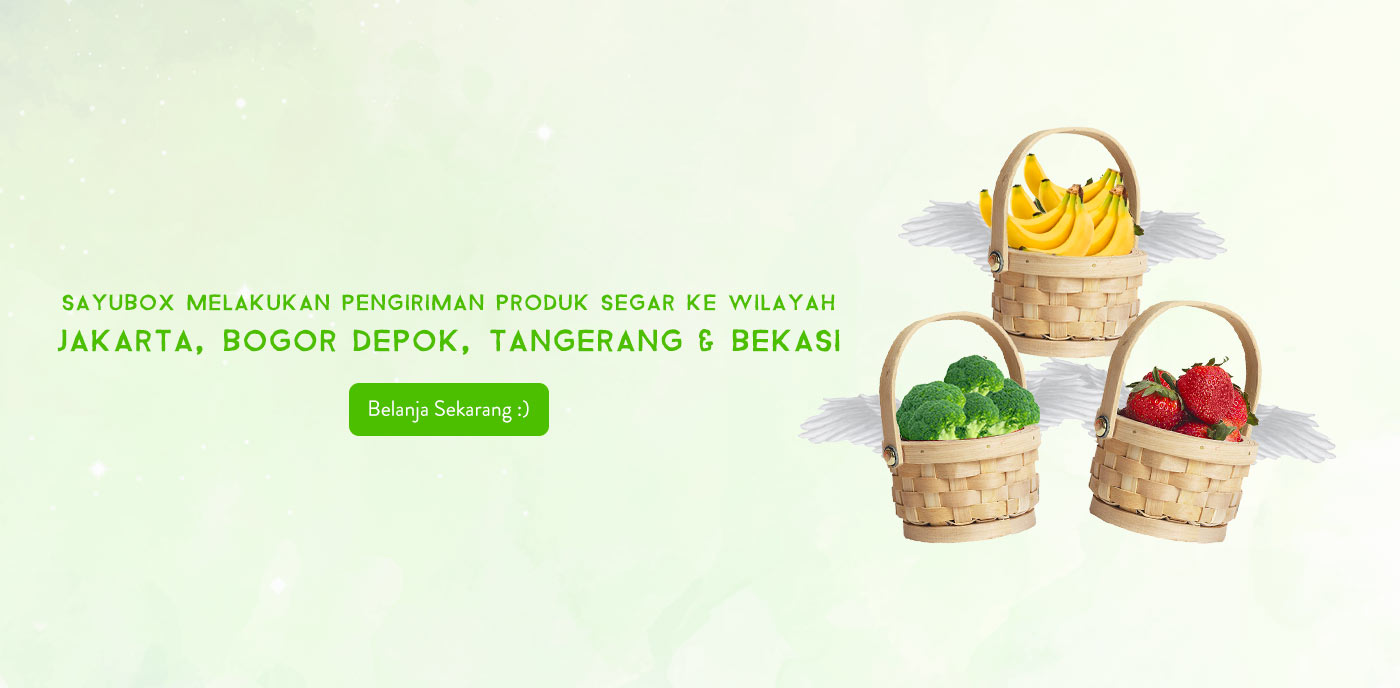 SAYUBOX MELAKUKAN PENGIRIMAN PRODUK SEGAR KE WILAYAH
JAKARTA, BOGOR DEPOK, TANGERANG & BEKASI
Belanja Sekarang :)